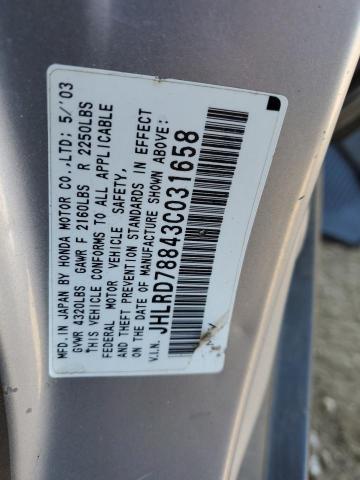 MFD. IN JAPAN BY HONDA MOTOR CO.,LTD: 5/'03
GVWR 4320LBS GAWR F 2160LBS R 2250LBS
THIS VEHICLE CONFORMS TO ALL APPLICABLE
FEDERAL MOTOR VEHICLE SAFETY,
AND THEFT PREVENTION STANDARDS IN EFFECT
ON THE DATE OF MANUFACTURE SHOWN ABOVE:
V.I.N. JHLRD78843C031658